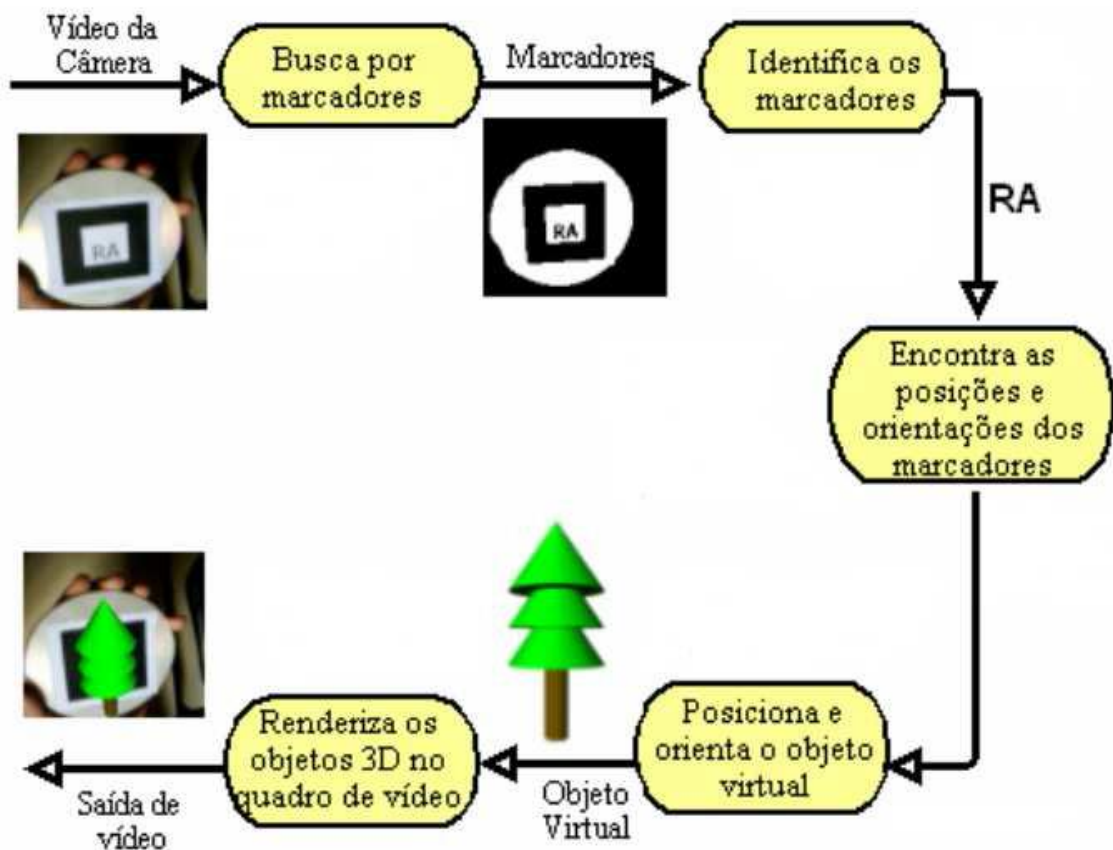 Vídeo da
Câmera
Busca por
marcadores
Marcadores
Identifica os
marcadores
RA
RA
RA
Encontra as
posições e
orientações dos
marcadores
Posiciona e
orienta o objeto
virtual
Objeto
Virtual
Renderiza os
objetos 3D no
quadro de vídeo
Saída de
vídeo